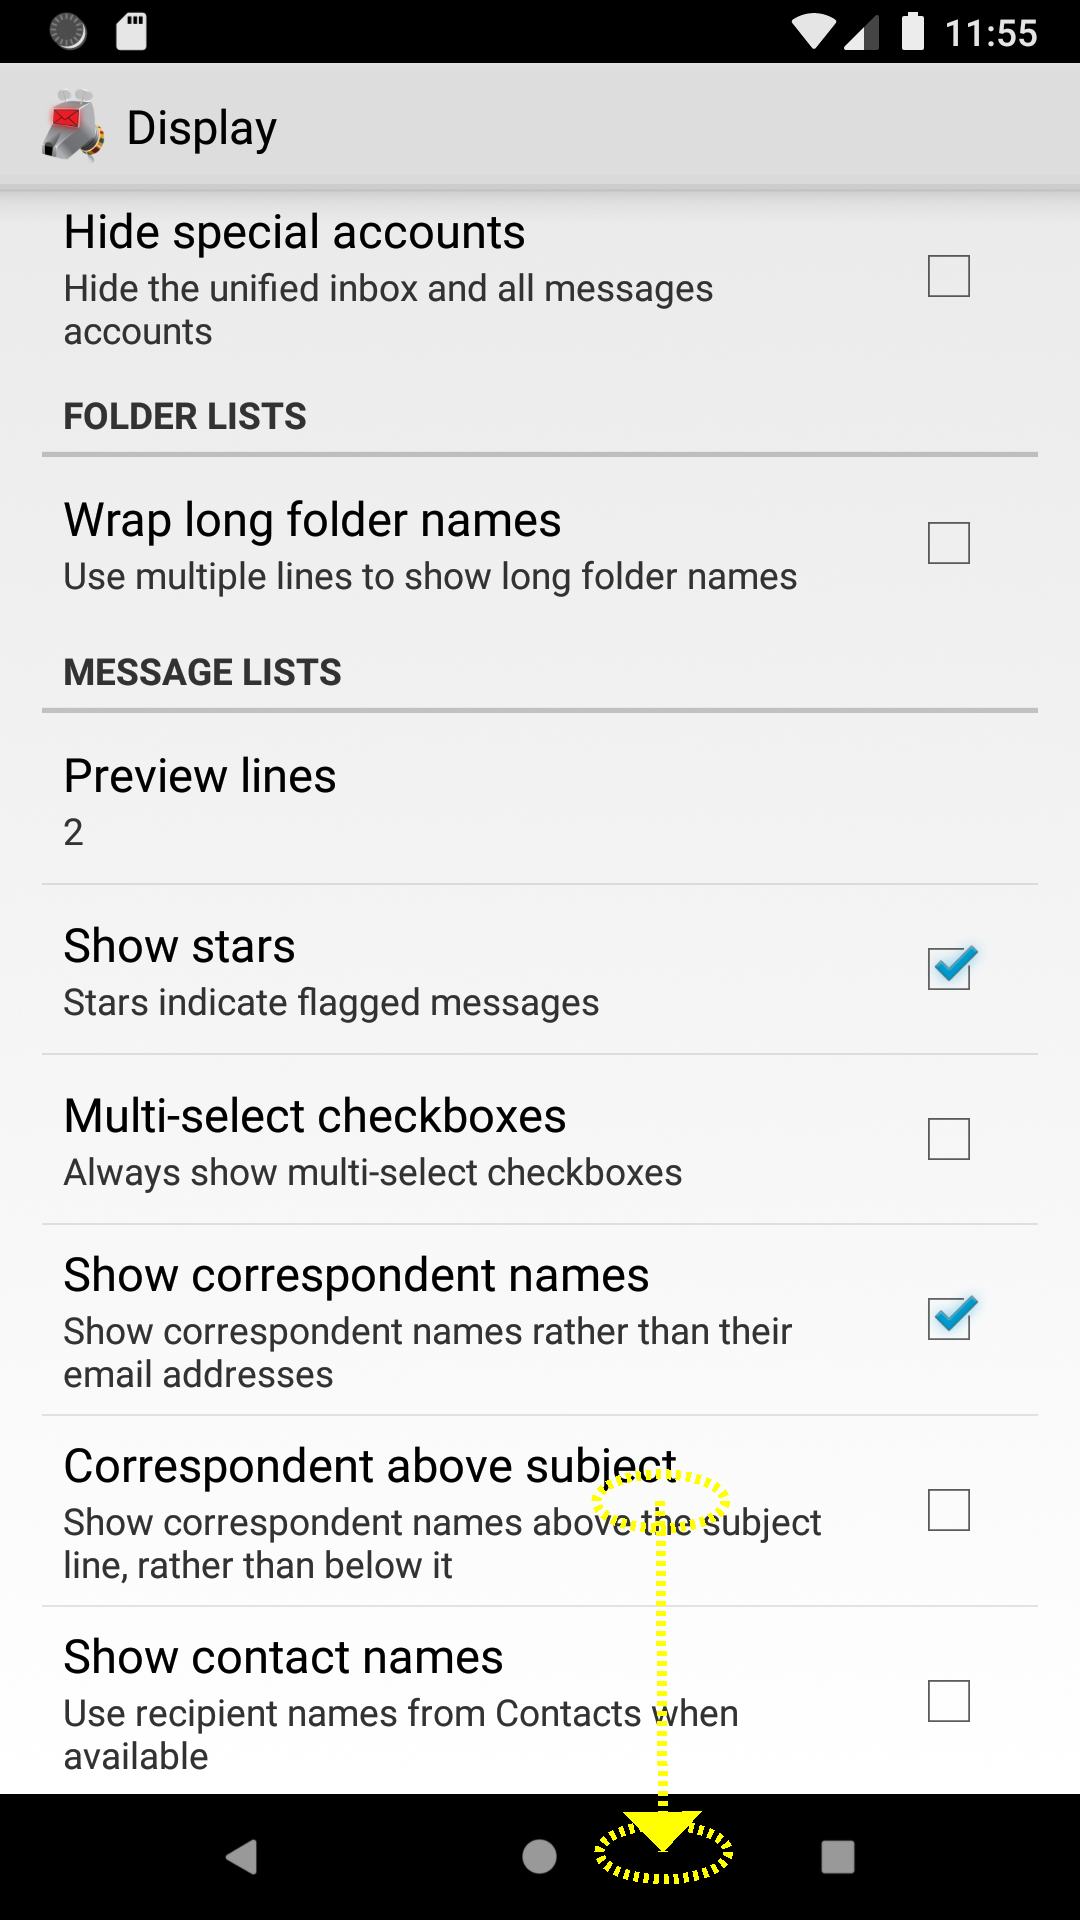 11:55
Display
Hide special accounts
Hide the unified inbox and all messages
accounts
FOLDER LISTS
Wrap long folder names
Use multiple lines to show long folder names
MESSAGE LISTS
Preview lines
2
Show stars
Stars indicate flagged messages
Multi-select checkboxes
Always show multi-select checkboxes
Show correspondent names
Show correspondent names rather than their
email addresses
Correspondent above subject
Show correspondent names above the subject
line, rather than below it
Show contact names
Use recipient names from Contacts when
available